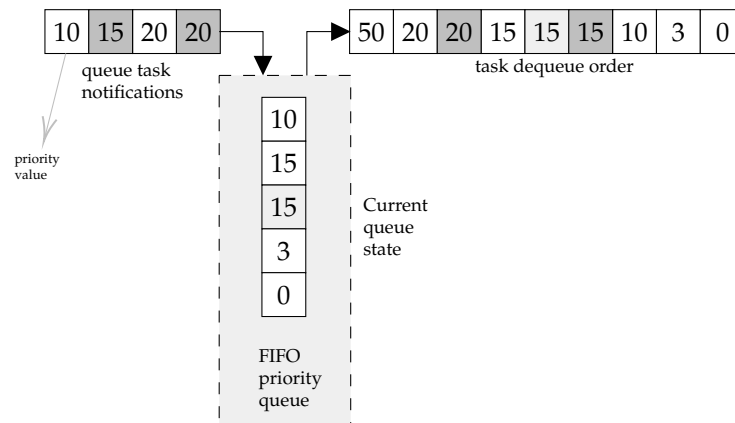 10 15 20 20
50 20 20 15 15 15 10 3 0
queue task
notifications
task dequeue order
priority
value
10
15
15
3
0
Current
queue
state
FIFO
priority
queue